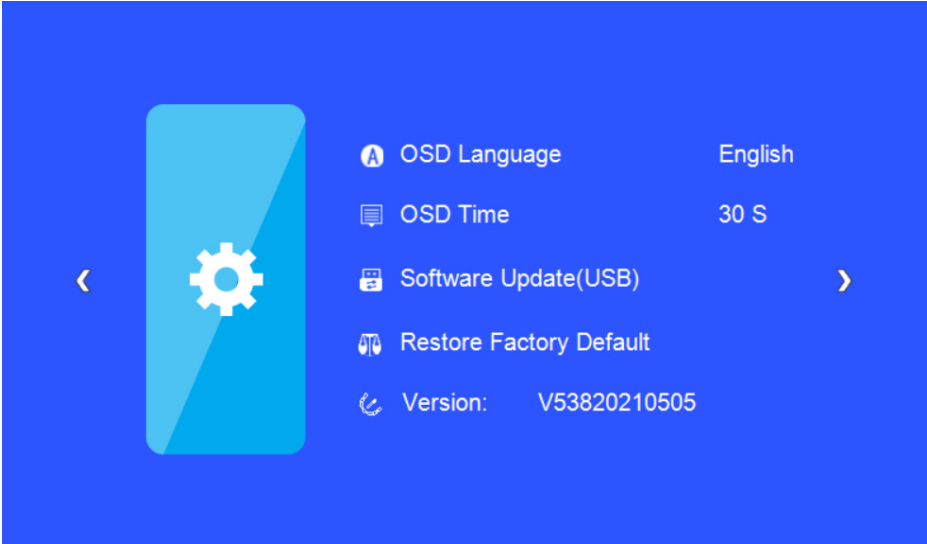 OSD Language English
OSD Time 30 S
Software Update(USB)
Restore Factory Default
Version: V53820210505